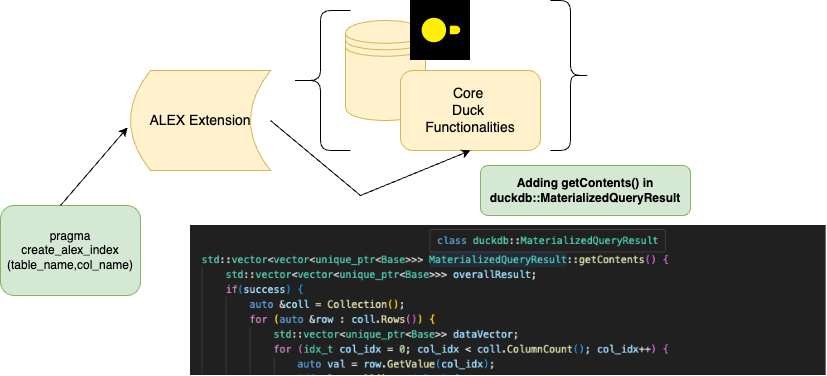 ALEX Extension
Core
Duck
Functionalities
Adding getContents() in
duckdb::MaterializedQueryResult
pragma
create_alex_index
(table_name,col_name)
class duckdb::MaterializedQueryResult
std::vector<vector<unique_ptr<Base>>> MaterializedQueryResult::getContents() {
std::vector<vector<unique_ptr<Base>>> overallResult;
if(success) {
auto &coll = Collection();
for (auto &row : coll.Rows()) {
std::vector<unique_ptr<Base>> dataVector;
for (idx_t col_idx = 0; col_idx < coll.ColumnCount(); col_idx++) {
auto val = row.GetValue(col_idx);